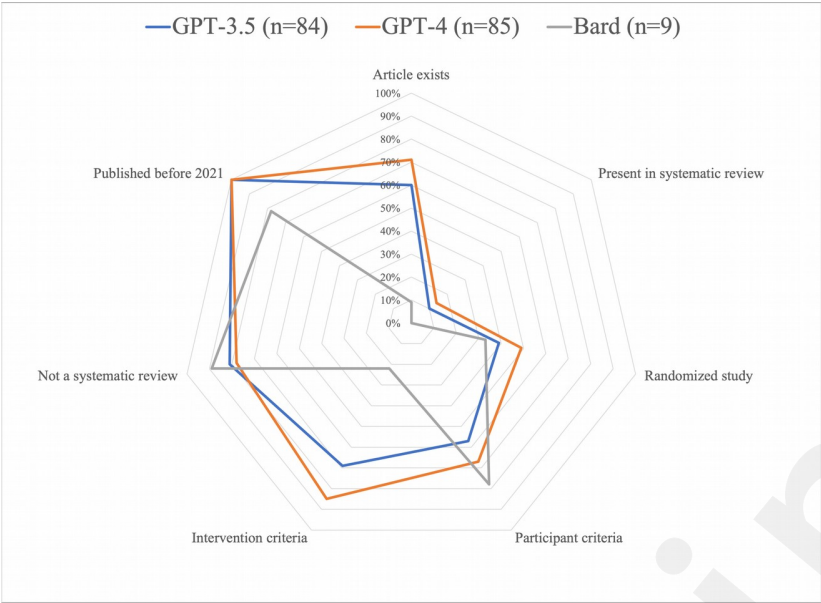 GPT-3.5 (n=84) GPT-4 (n=85) Bard (n=9)
Article exists
100%
90%
80%
70%
60%
50%
40%
30%
20%
10%
0%
Published before 2021
Present in systematic review
Not a systematic review
Randomized study
Intervention criteria
Participant criteria
in